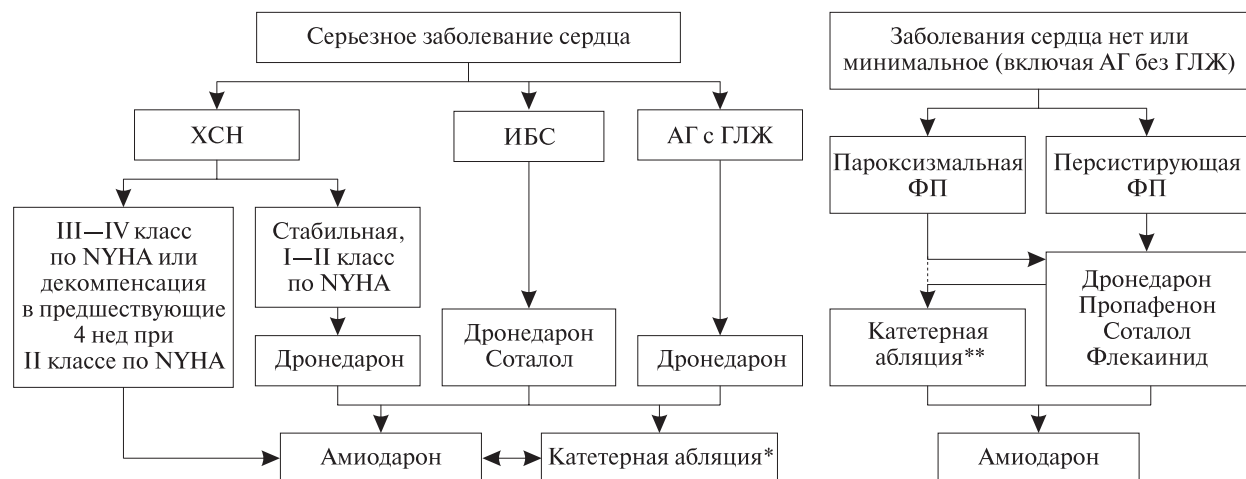 Серьезное заболевание сердца
Заболевания сердца нет или
минимальное (включая АГ без ГЛЖ)
ХСН
ИБС
АГ с ГЛЖ
Пароксизмальная
ФП
Персистирующая
ФП
III—IV класс
по NYHA или
декомпенсация
в предшествующие
4 нед при
II классе по NYHA
Стабильная,
I—II класс
по NYHA
Дронедарон
Дронедарон
Соталол
Дронедарон
Катетерная
абляция**
Дронедарон
Пропафенон
Соталол
Флекаинид
Амиодарон
Катетерная абляция*
Амиодарон